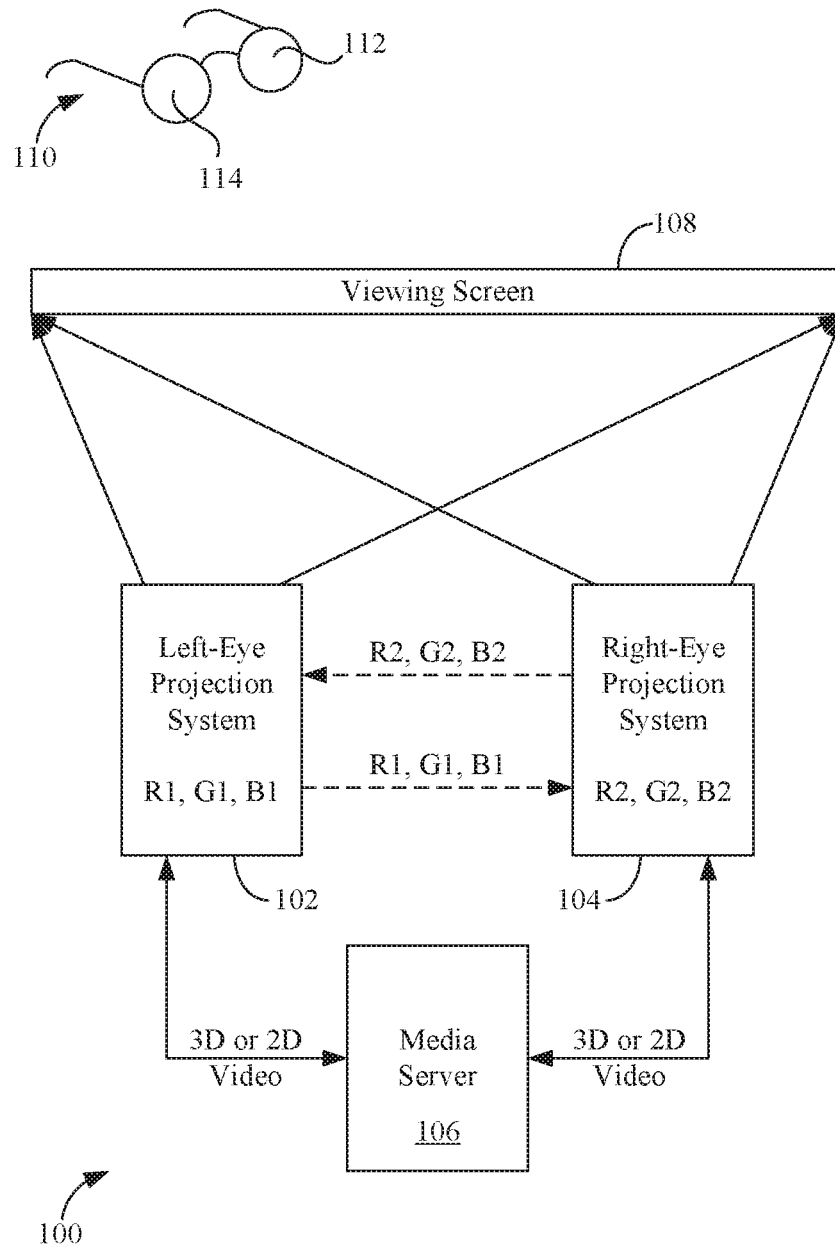 112
110
114
108
Viewing Screen
Left-Eye
Projection
System
R1, G1, B1
R2, G2, B2
R1, G1, B1
Right-Eye
Projection
System
R2, G2, B2
102
104
3D or 2D
Video
Media
Server
106
3D or 2D
Video
100